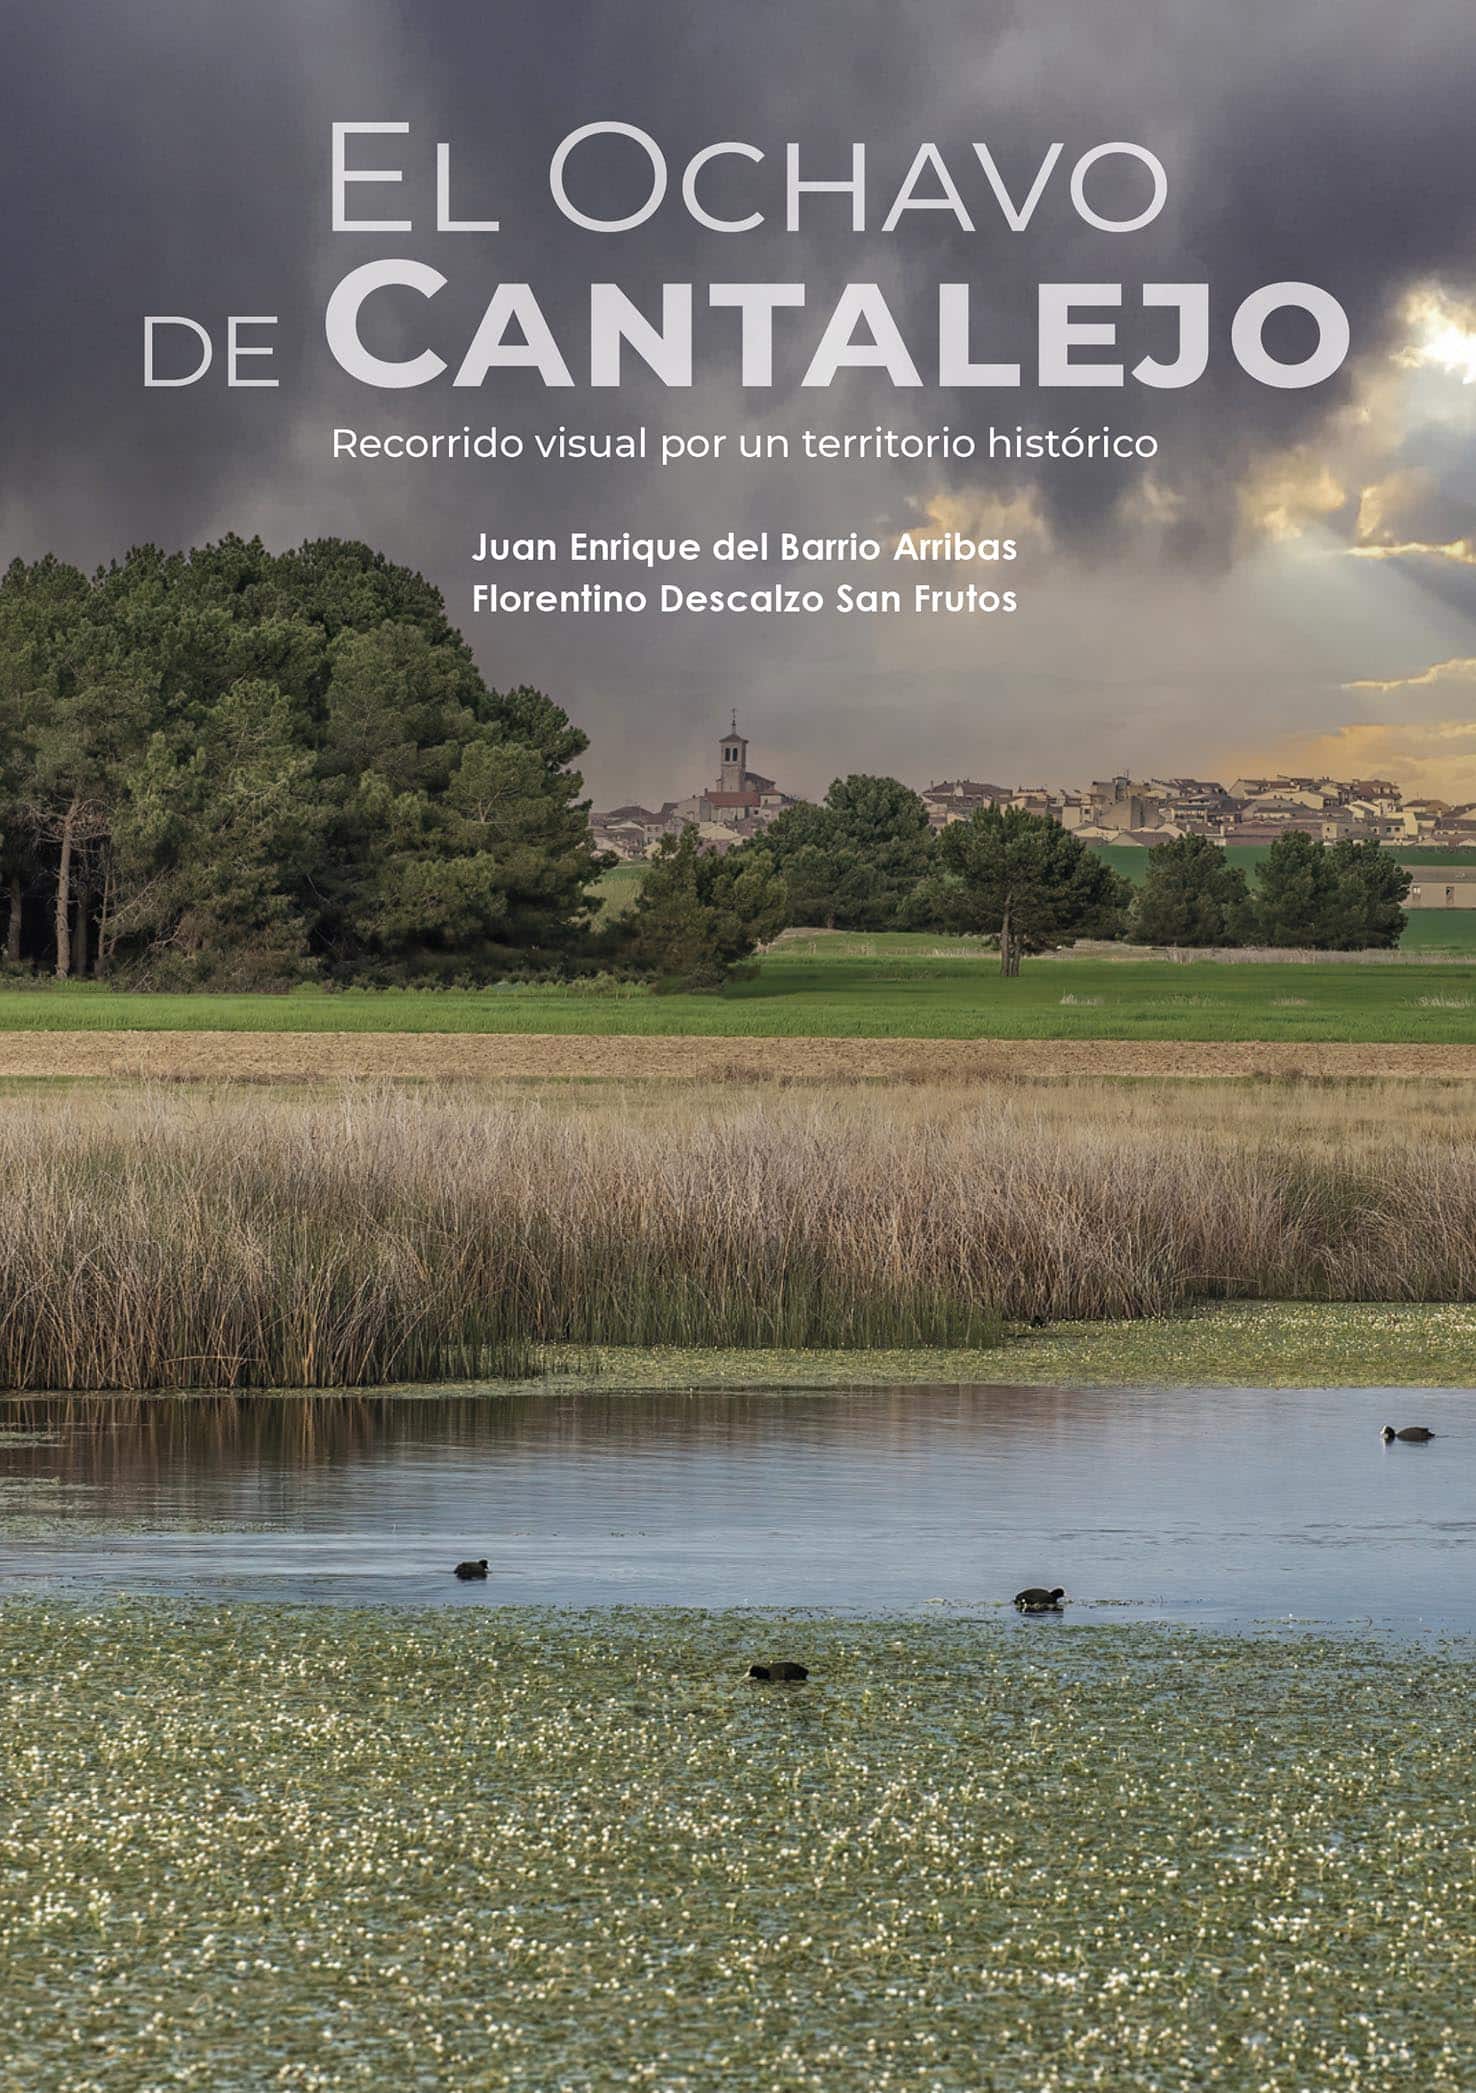 El Ochavo
de Cantalejo
Recorrido visual por un territorio histórico
Juan Enrique del Barrio Arribas
Florentino Descalzo San Frutos